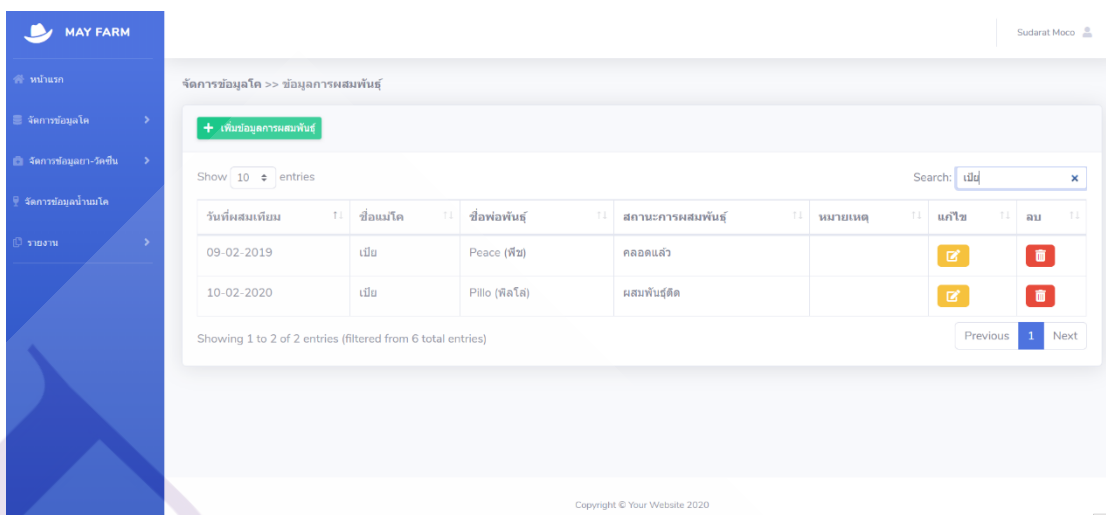 MAY FARM
Sudarat Moco
หน้าแรก
จัดการข้อมูลโค
จัดการข้อมูลยา-วัคซีน
จัดการข้อมูลน้ำนมโค
รายงาน
จัดการข้อมูลโค >> ข้อมูลการผสมพันธุ์
+ เพิ่มข้อมูลการผสมพันธุ์
Show 10 entries
Search: เปีย
วันที่ผสมเทียม ชื่อแม่โค ชื่อพ่อพันธุ์ สถานะการผสมพันธุ์ หมายเหตุ แก้ไข ลบ
09-02-2019 เปีย Peace (พีช) คลอดแล้ว
10-02-2020 เปีย Pillo (พิลโล่) ผสมพันธุ์ติด
Showing 1 to 2 of 2 entries (filtered from 6 total entries)
Previous 1 Next
Copyright © Your Website 2020